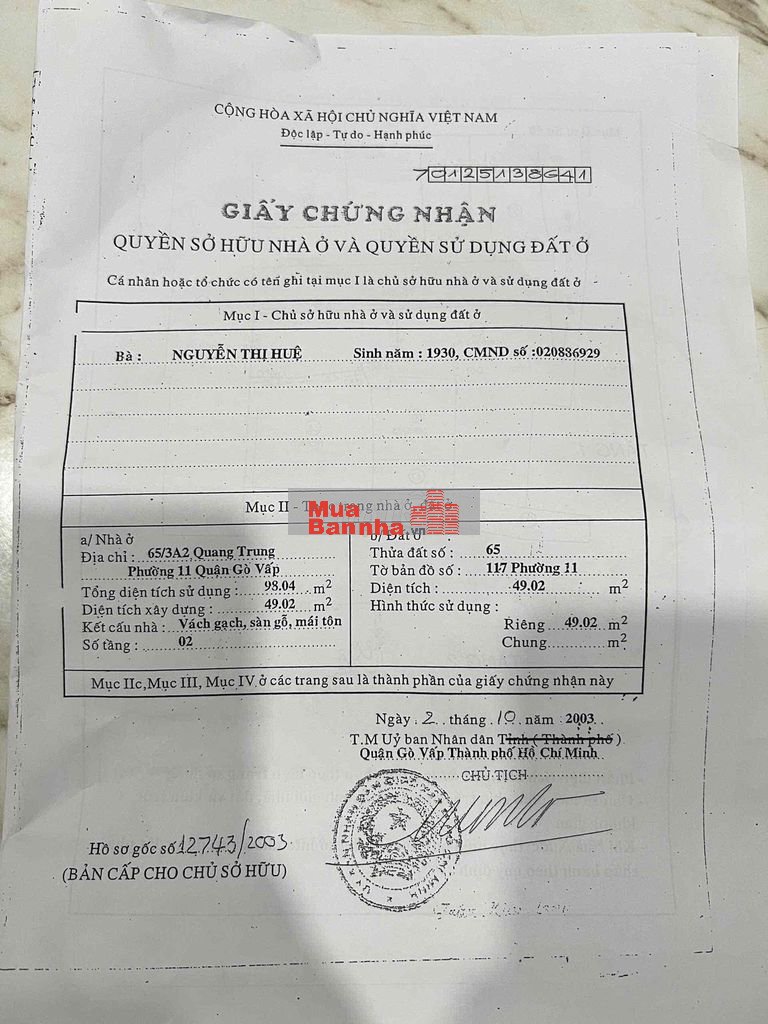 CỘNG HÒA XÃ HỘI CHỦ NGHĨA VIỆT NAM
Độc lập - Tự do - Hạnh phúc
70125138641
GIẤY CHỨNG NHẬN
QUYỀN SỞ HỮU NHÀ Ở VÀ QUYỀN SỬ DỤNG ĐẤT Ở
Cá nhân hoặc tổ chức có tên ghi tại mục I là chủ sở hữu nhà ở và sử dụng đất ở
Mục I - Chủ sở hữu nhà ở và sử dụng đất ở
Bà : NGUYỄN THỊ HUỆ Sinh năm : 1930, CMND số :020886929
Mục II - nhà ở, đất ở
Mua
Bannha.vn
a/ Nhà ở
Địa chỉ : 65/3A2 Quang Trung
Phường 11 Quận Gò Vấp
Tổng diện tích sử dụng : 98.04 m2
Diện tích xây dựng : 49.02 m2
Kết cấu nhà : Vách gạch, sàn gỗ, mái tôn
Số tầng : 02
b/ Đất ở
Thửa đất số : 65
Tờ bản đồ số : 117 Phường 11
Diện tích : 49.02 m2
Hình thức sử dụng :
Riêng : 49.02 m2
Chung : m2
Mục IIc,Mục III, Mục IV ở các trang sau là thành phần của giấy chứng nhận này
Ngày 2 tháng 10 năm 2003
T.M Uỷ ban Nhân dân Tỉnh ( Thành phố )
Quận Gò Vấp Thành phố Hồ Chí Minh
CHỦ TỊCH
Hồ sơ gốc số 12743/2003
(BẢN CẤP CHO CHỦ SỞ HỮU)